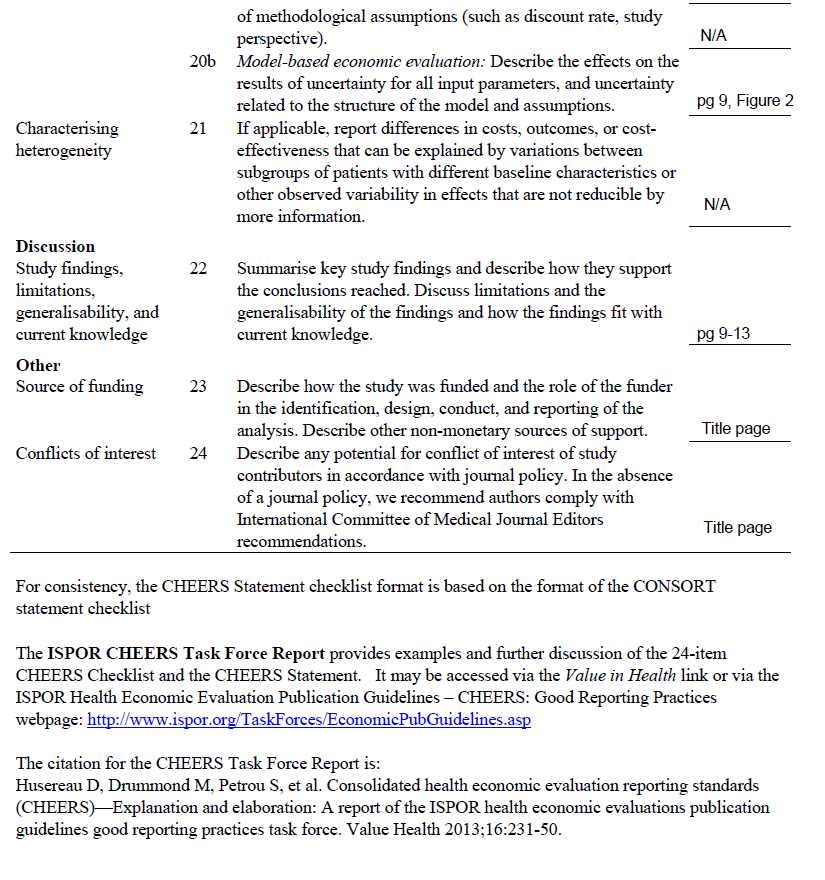 of methodological assumptions (such as discount rate, study
perspective). N/A
20b Model-based economic evaluation: Describe the effects on the
results of uncertainty for all input parameters, and uncertainty
related to the structure of the model and assumptions. pg 9, Figure 2
Characterising 21 If applicable, report differences in costs, outcomes, or cost-
heterogeneity effectiveness that can be explained by variations between
subgroups of patients with different baseline characteristics or
other observed variability in effects that are not reducible by
more information. N/A
Discussion
Study findings, 22 Summarise key study findings and describe how they support
limitations, the conclusions reached. Discuss limitations and the
generalisability, and generalisability of the findings and how the findings fit with
current knowledge current knowledge. pg 9-13
Other
Source of funding 23 Describe how the study was funded and the role of the funder
in the identification, design, conduct, and reporting of the
analysis. Describe other non-monetary sources of support. Title page
Conflicts of interest 24 Describe any potential for conflict of interest of study
contributors in accordance with journal policy. In the absence
of a journal policy, we recommend authors comply with
International Committee of Medical Journal Editors
recommendations. Title page
For consistency, the CHEERS Statement checklist format is based on the format of the CONSORT
statement checklist
The ISPOR CHEERS Task Force Report provides examples and further discussion of the 24-item
CHEERS Checklist and the CHEERS Statement. It may be accessed via the Value in Health link or via the
ISPOR Health Economic Evaluation Publication Guidelines – CHEERS: Good Reporting Practices
webpage: http://www.ispor.org/TaskForces/EconomicPubGuidelines.asp
The citation for the CHEERS Task Force Report is:
Husereau D, Drummond M, Petrou S, et al. Consolidated health economic evaluation reporting standards
(CHEERS)—Explanation and elaboration: A report of the ISPOR health economic evaluations publication
guidelines good reporting practices task force. Value Health 2013;16:231-50.